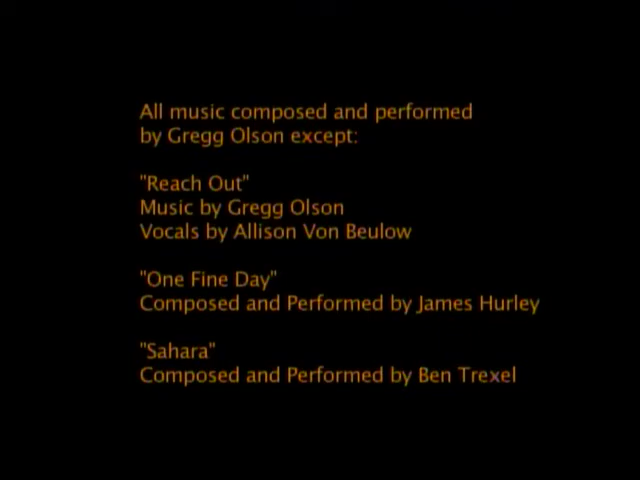 All music composed and performed
by Gregg Olson except:
"Reach Out"
Music by Gregg Olson
Vocals by Allison Von Beulow
"One Fine Day"
Composed and Performed by James Hurley
"Sahara"
Composed and Performed by Ben Trexel